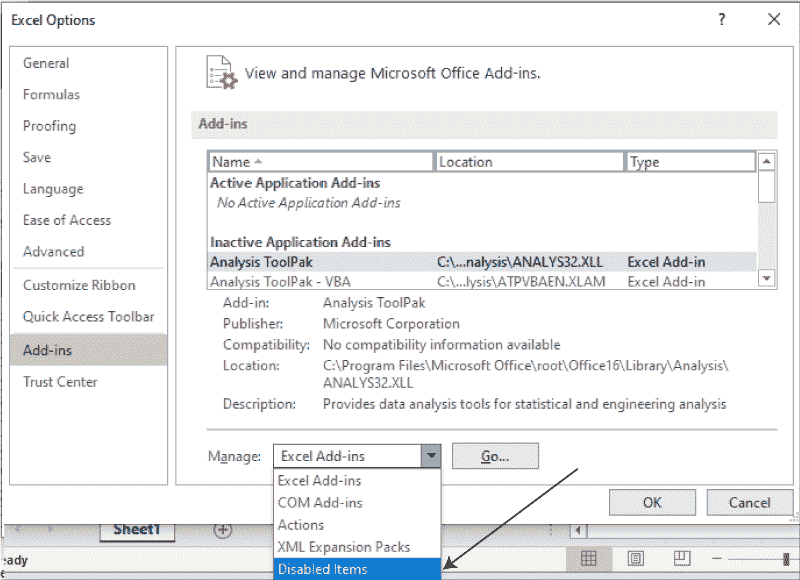 Excel Options ?
General
Formulas
Proofing
Save
Language
Ease of Access
Advanced
Customize Ribbon
Quick Access Toolbar
Add-ins
Trust Center
View and manage Microsoft Office Add-ins.
Add-ins
Name Location Type
Active Application Add-ins
No Active Application Add-ins
Inactive Application Add-ins
Analysis ToolPak C:\...nalysis\ANALYS32.XLL Excel Add-in
Analysis ToolPak - VBA C:\...lysis\ATPVBAEN.XLAM Excel Add-in
Add-in: Analysis ToolPak
Publisher: Microsoft Corporation
Compatibility: No compatibility information available
Location: C:\Program Files\Microsoft Office\root\Office16\Library\Analysis\
ANALYS32.XLL
Description: Provides data analysis tools for statistical and engineering analysis
Manage: Excel Add-ins Go...
Excel Add-ins
COM Add-ins
Actions
XML Expansion Packs
Disabled Items
OK Cancel
Sheet1
eady